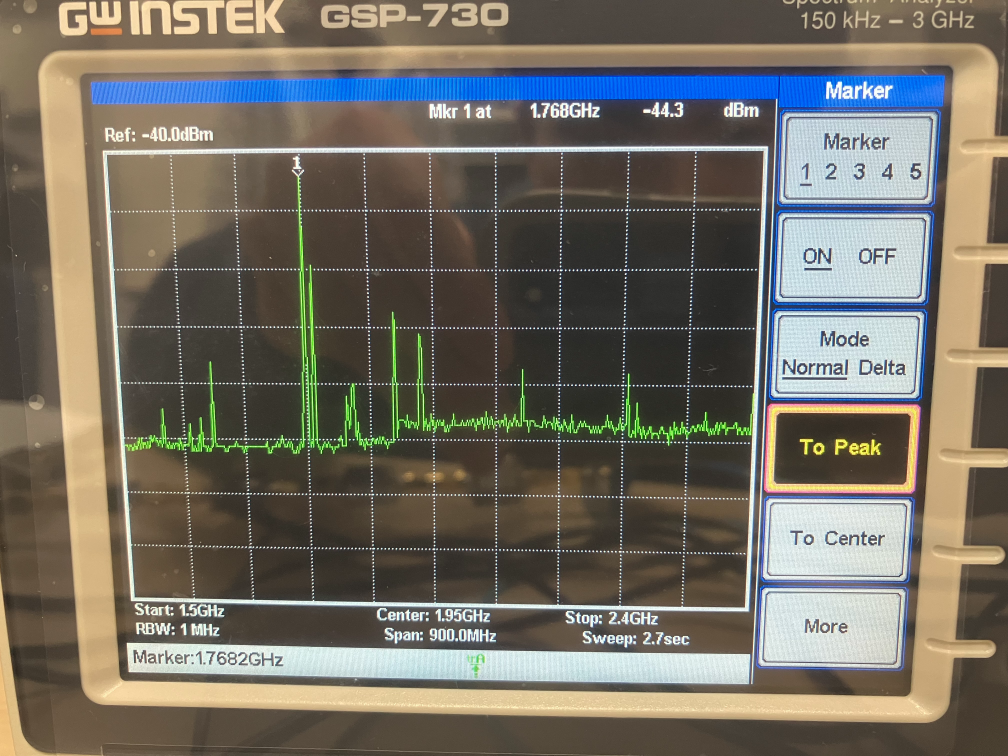 GW INSTEK GSP-730
Spectrum Analyzer
150 kHz – 3 GHz
Marker
Mkr 1 at 1.768GHz -44.3 dBm
Ref: -40.0dBm
1
Marker
1 2 3 4 5
ON OFF
Mode
Normal Delta
To Peak
To Center
More
Start: 1.5GHz Center: 1.95GHz Stop: 2.4GHz
RBW: 1 MHz Span: 900.0MHz Sweep: 2.7sec
Marker:1.7682GHz